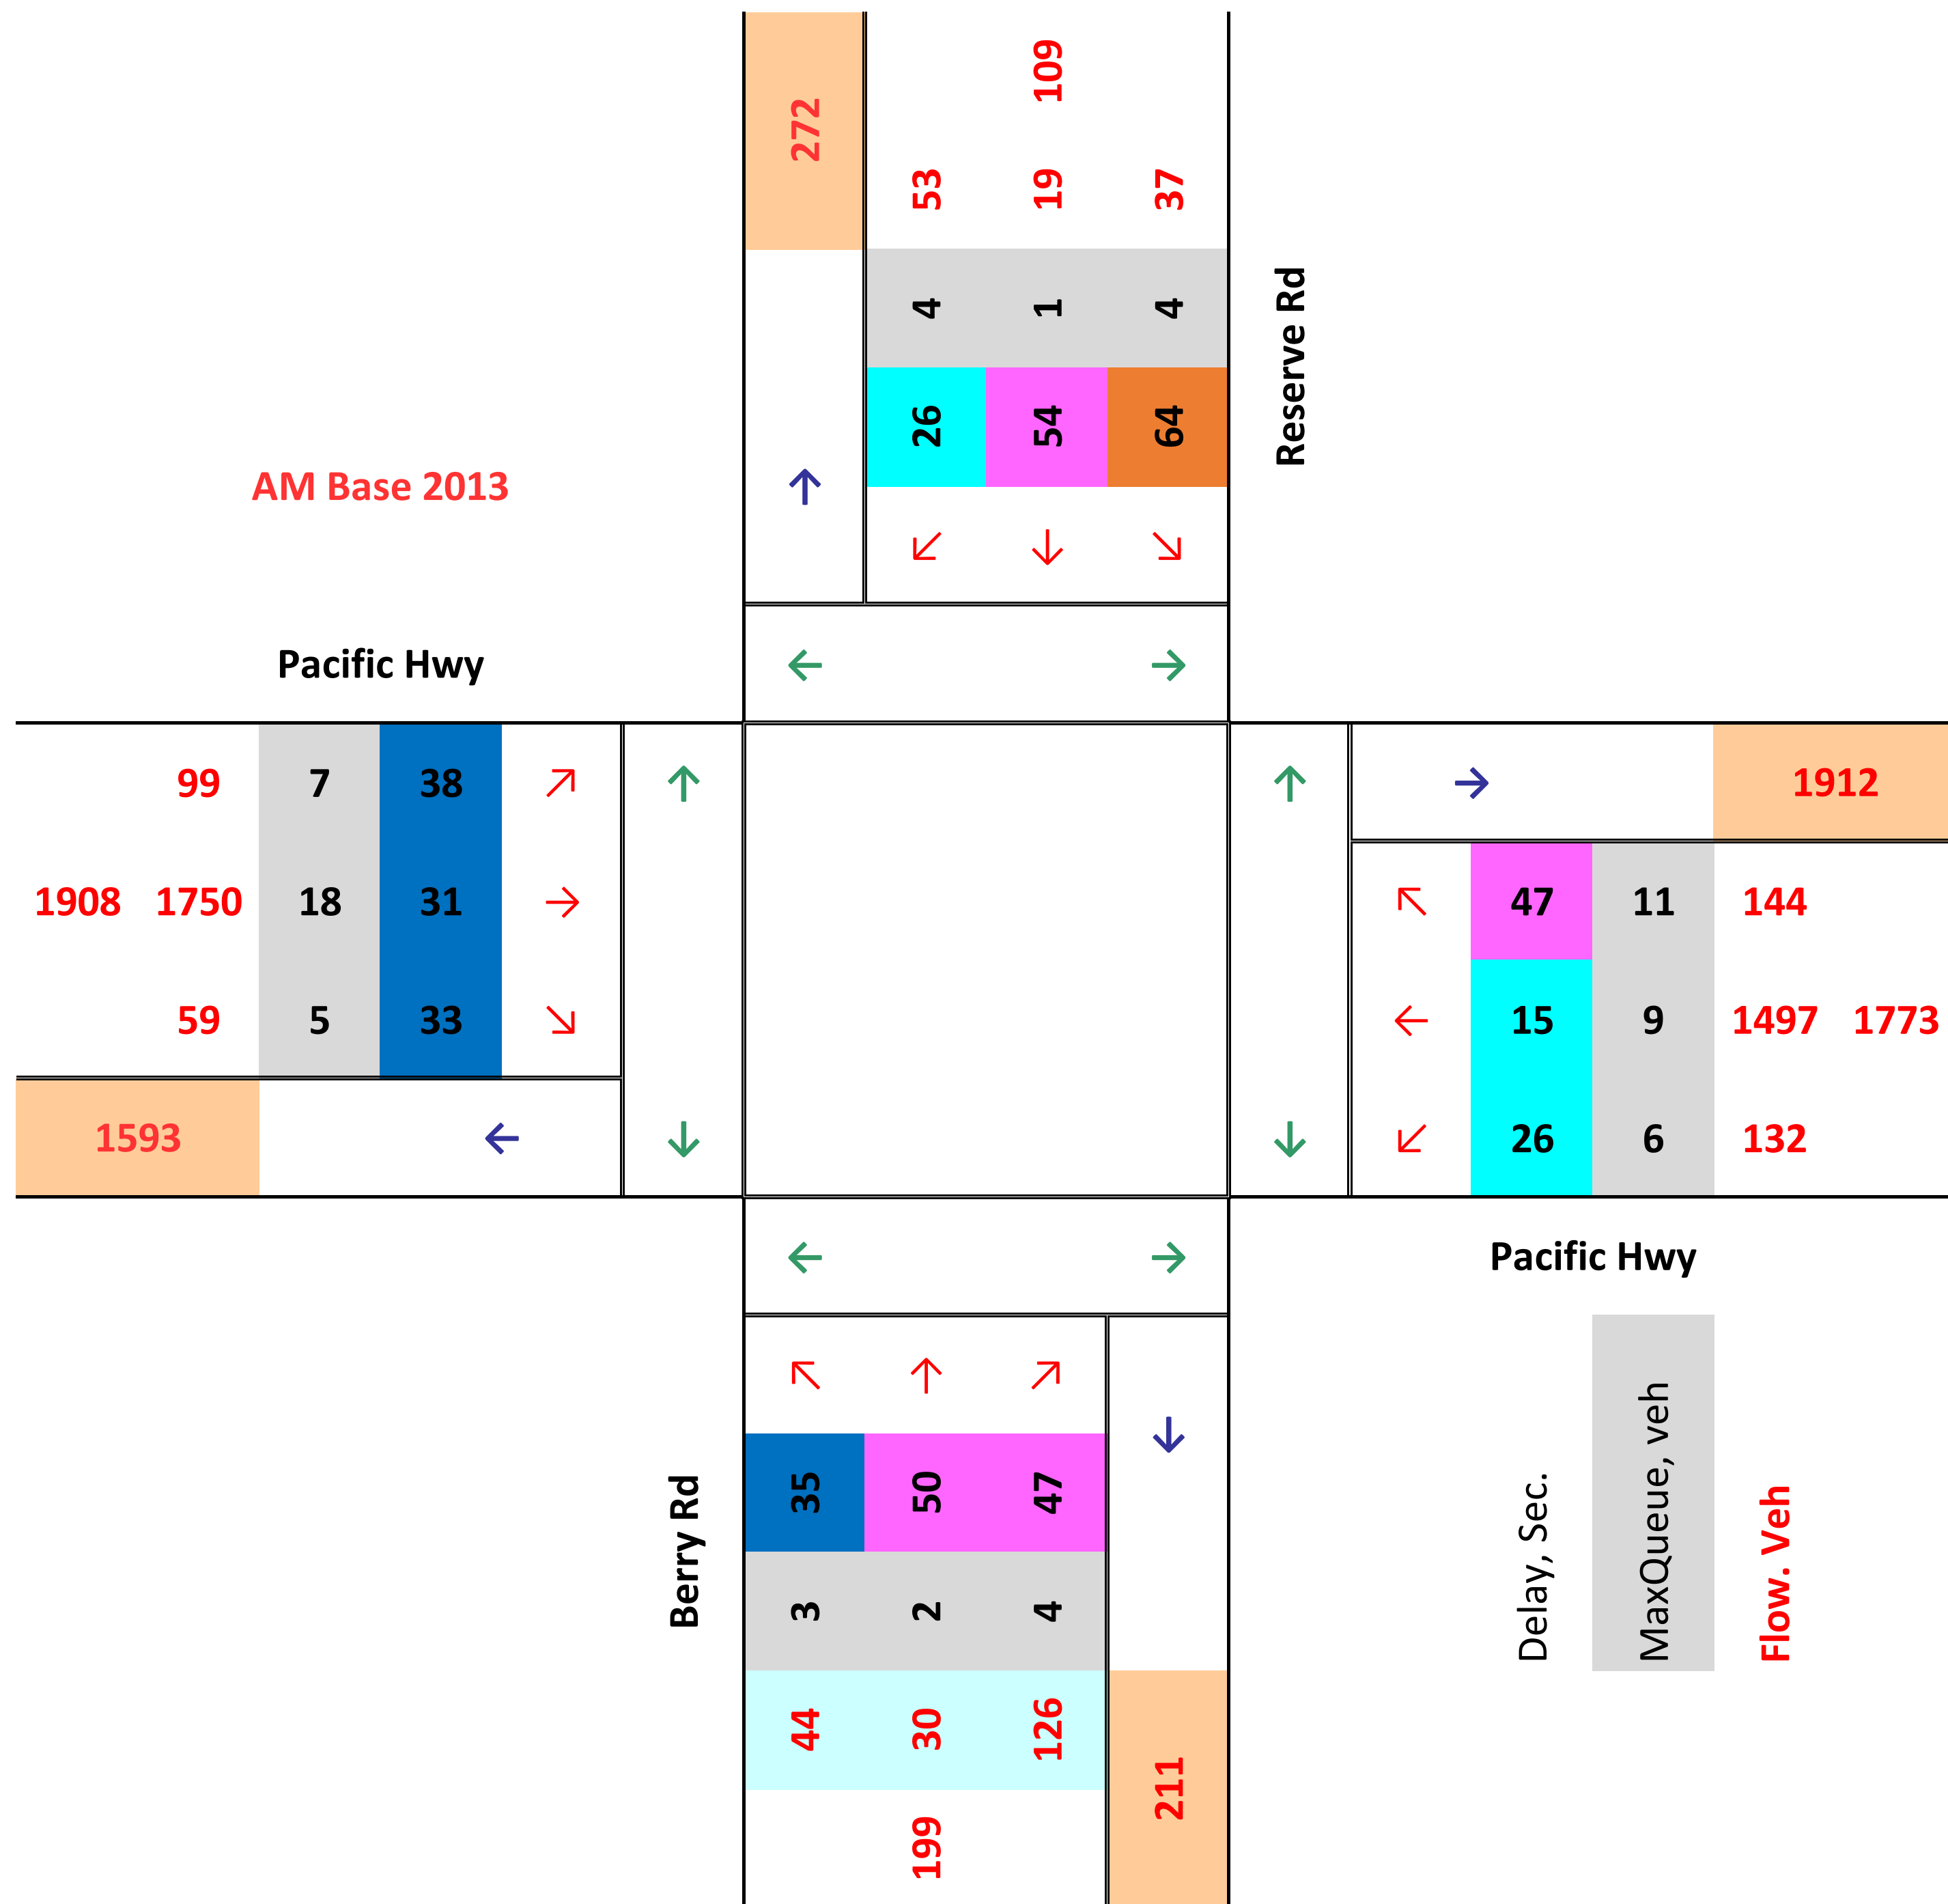 109
272
53 19 37
4 1 4
Reserve Rd
26 54 64
AM Base 2013
Pacific Hwy
99 7 38
1912
1908 1750 18 31
47 11 144
59 5 33
15 9 1497 1773
1593
26 6 132
Pacific Hwy
Berry Rd
35 50 47
3 2 4
44 30 126
211
199
Delay, Sec.
MaxQueue, veh
Flow. Veh